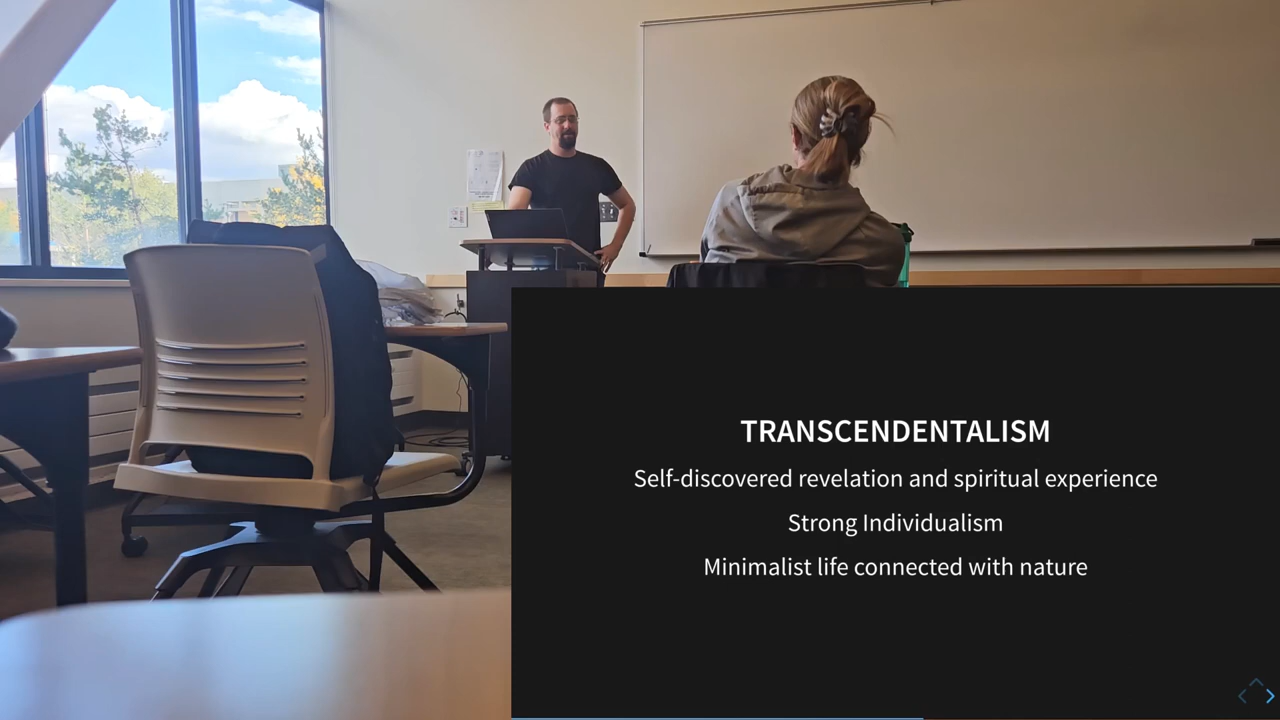 TRANSCENDENTALISM
Self-discovered revelation and spiritual experience
Strong Individualism
Minimalist life connected with nature